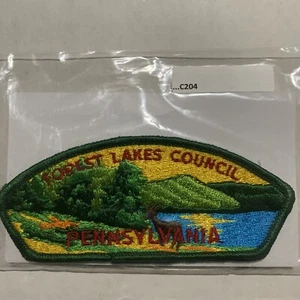 ...C204
FOREST LAKES COUNCIL
PENNSYLVANIA